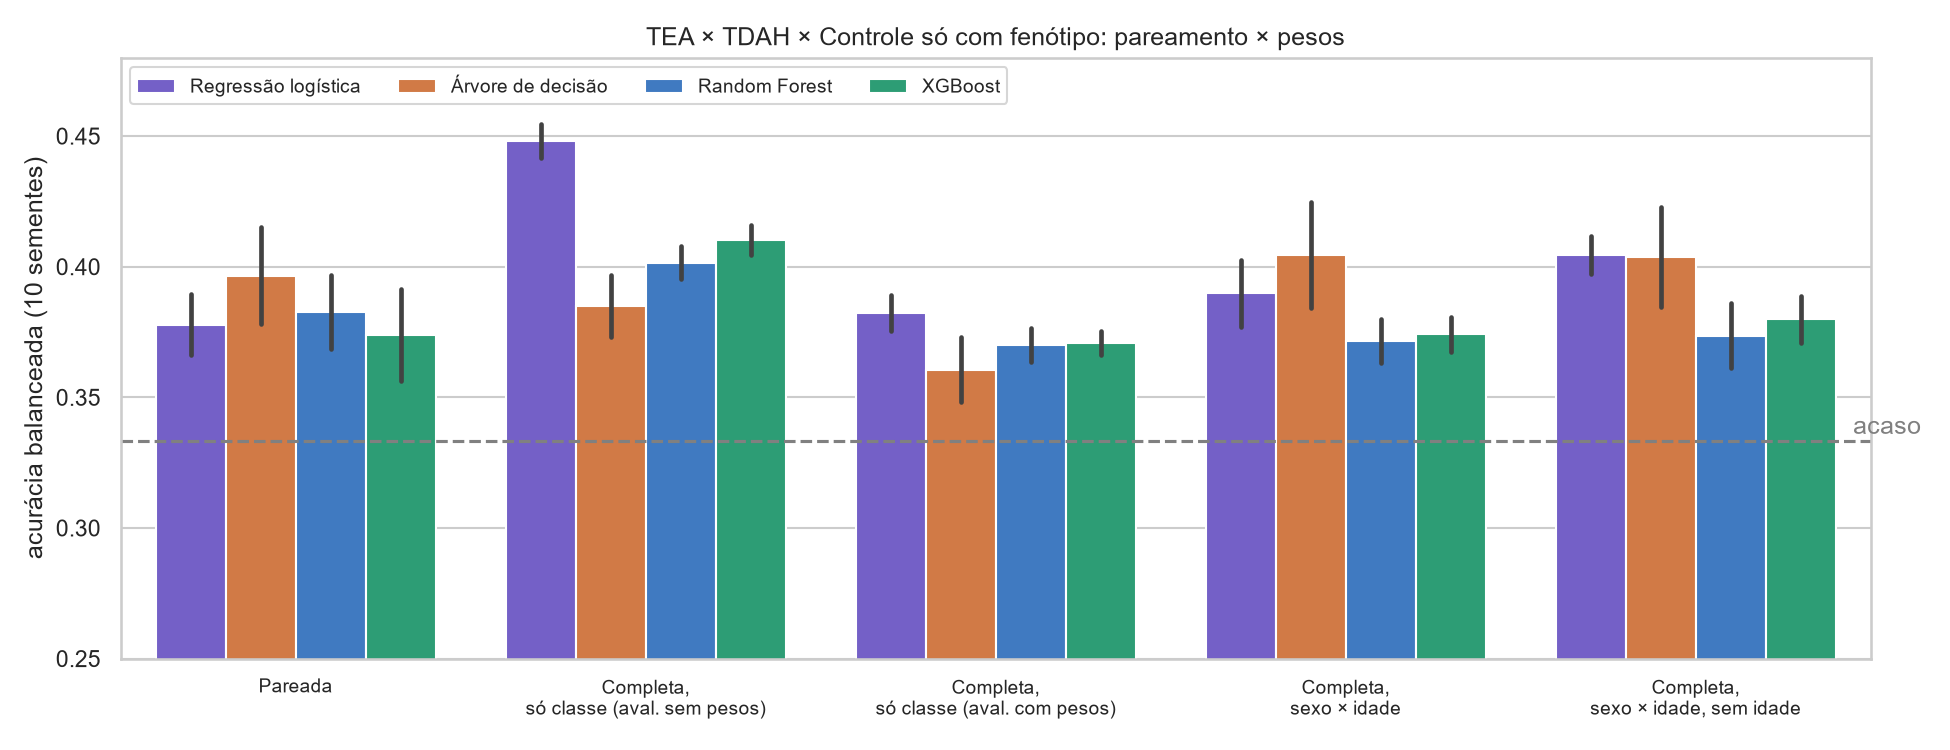 TEA × TDAH × Controle só com fenótipo: pareamento × pesos
Regressão logística
Árvore de decisão
Random Forest
XGBoost
acurácia balanceada (10 sementes)
0.45
0.40
0.35
0.30
0.25
acaso
Pareada
Completa,
só classe (aval. sem pesos)
Completa,
só classe (aval. com pesos)
Completa,
sexo × idade
Completa,
sexo × idade, sem idade